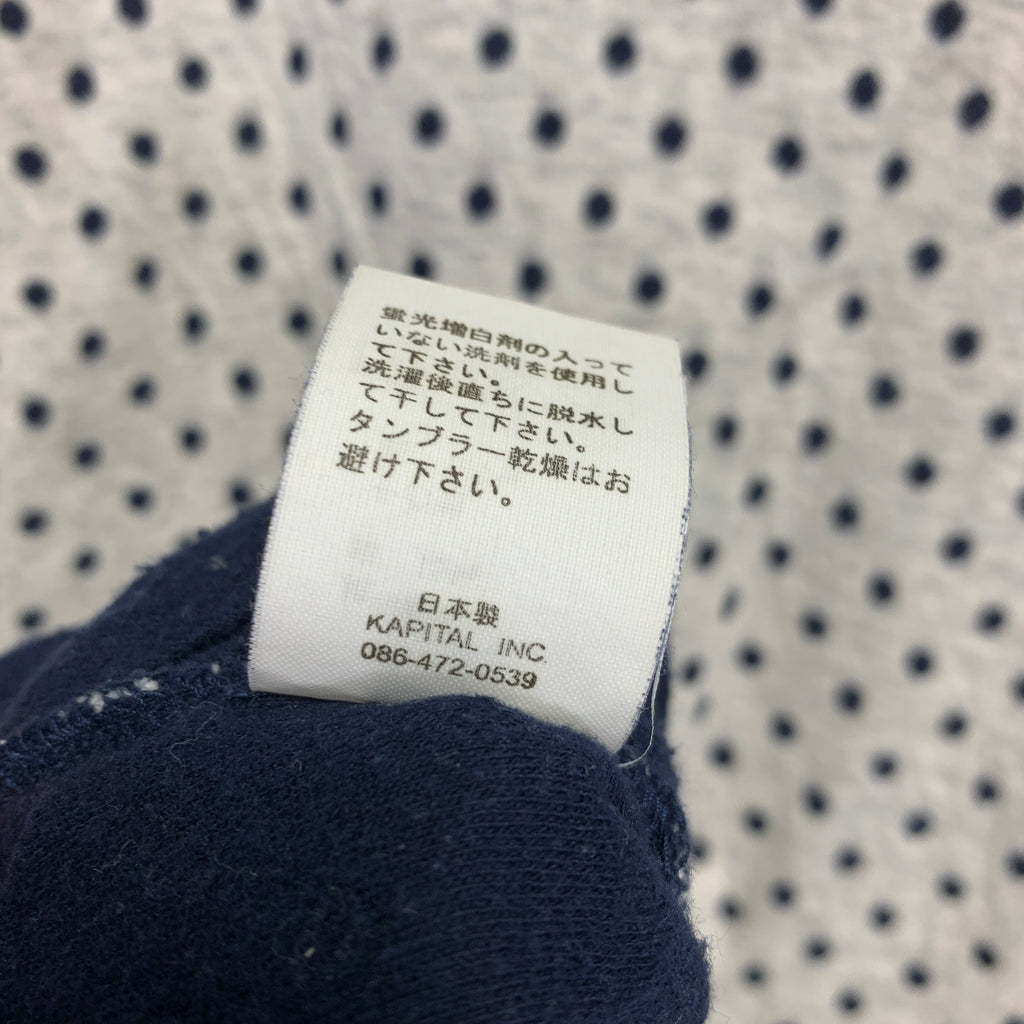 蛍光増白剤の入って
いない洗剤を使用し
て下さい。
洗濯後直ちに脱水し
て干して下さい。
タンブラー乾燥はお
避け下さい。
日本製
KAPITAL INC.
086-472-0539